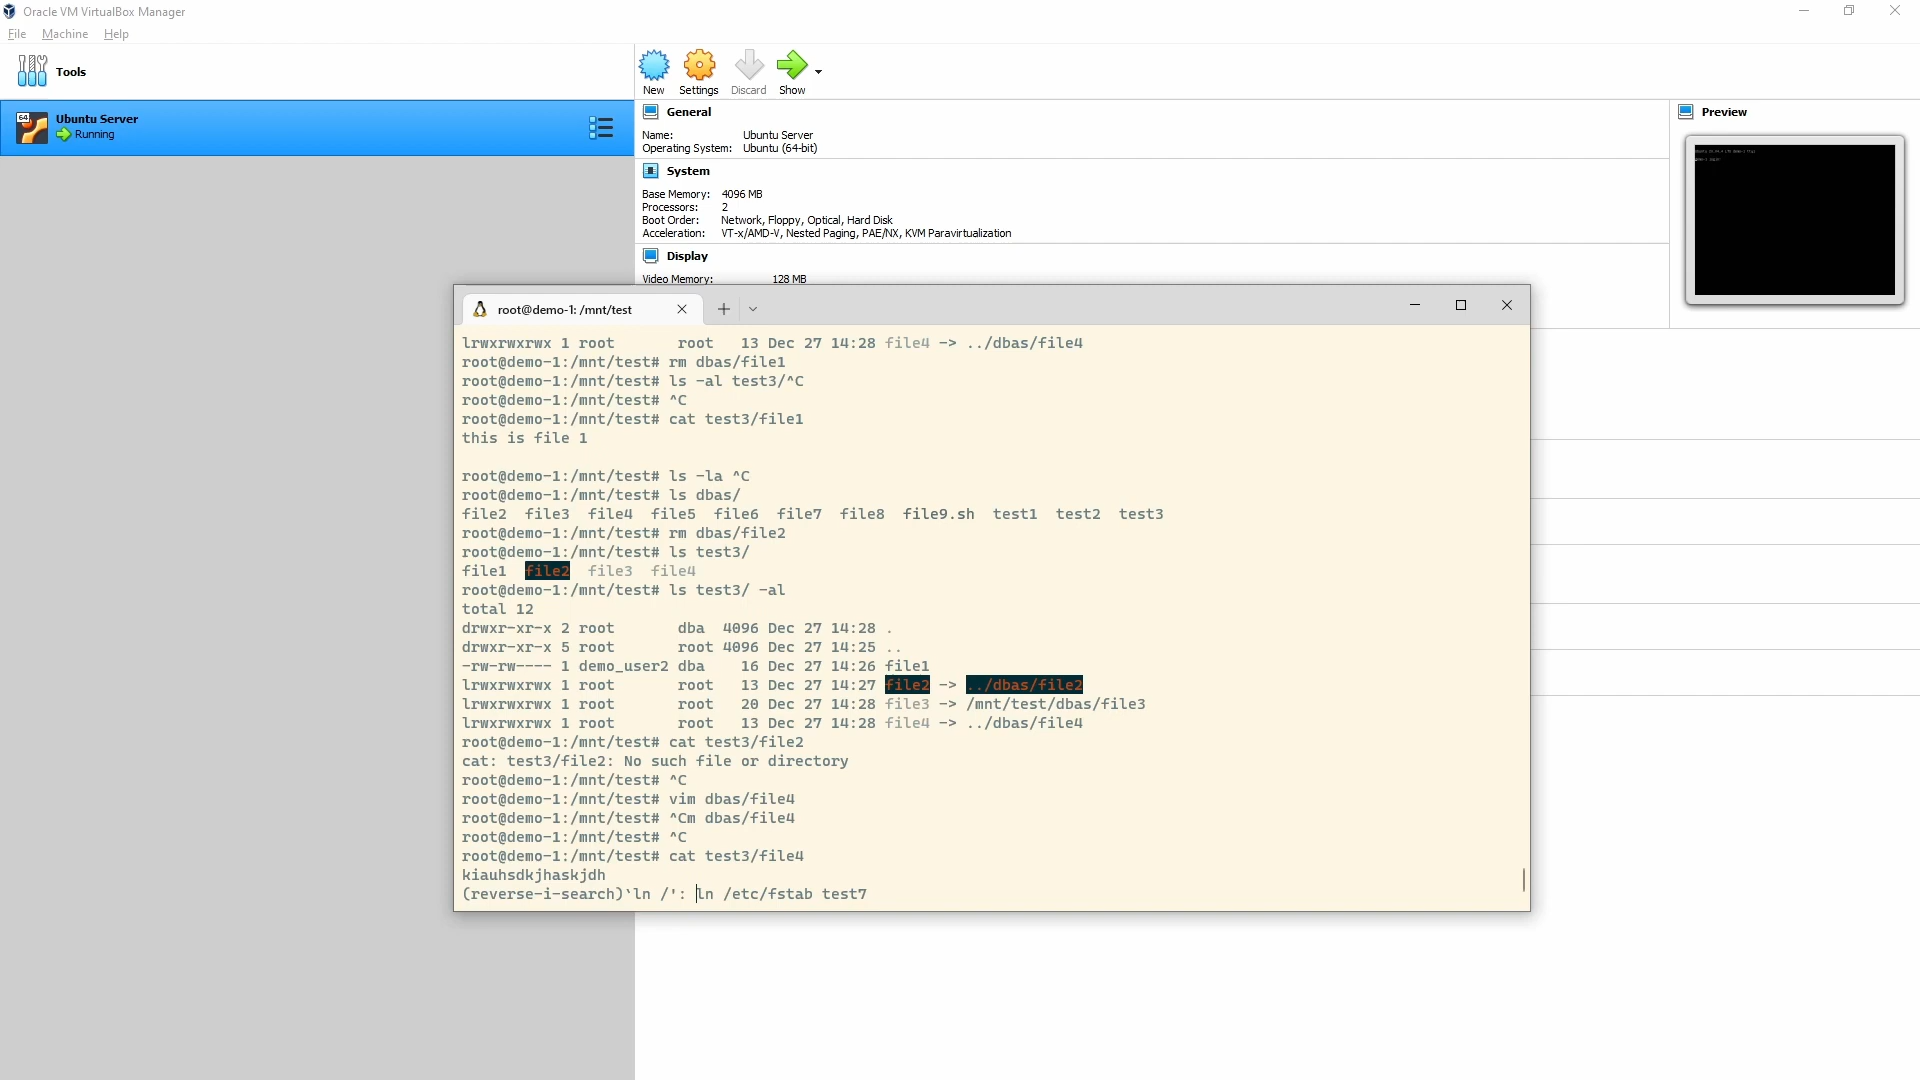 Oracle VM VirtualBox Manager
File Machine Help
Tools
New Settings Discard Show
64
Ubuntu Server
Running
General
Name: Ubuntu Server
Operating System: Ubuntu (64-bit)
System
Base Memory: 4096 MB
Processors: 2
Boot Order: Network, Floppy, Optical, Hard Disk
Acceleration: VT-x/AMD-V, Nested Paging, PAE/NX, KVM Paravirtualization
Display
Video Memory: 128 MB
Preview
root@demo-1: /mnt/test
lrwxrwxrwx 1 root root 13 Dec 27 14:28 file4 -> ../dbas/file4
root@demo-1:/mnt/test# rm dbas/file1
root@demo-1:/mnt/test# ls -al test3/^C
root@demo-1:/mnt/test# ^C
root@demo-1:/mnt/test# cat test3/file1
this is file 1
root@demo-1:/mnt/test# ls -la ^C
root@demo-1:/mnt/test# ls dbas/
file2 file3 file4 file5 file6 file7 file8 file9.sh test1 test2 test3
root@demo-1:/mnt/test# rm dbas/file2
root@demo-1:/mnt/test# ls test3/
file1 file2 file3 file4
root@demo-1:/mnt/test# ls test3/ -al
total 12
drwxr-xr-x 2 root dba 4096 Dec 27 14:28 .
drwxr-xr-x 5 root root 4096 Dec 27 14:25 ..
-rw-rw---- 1 demo_user2 dba 16 Dec 27 14:26 file1
lrwxrwxrwx 1 root root 13 Dec 27 14:27 file2 -> ../dbas/file2
lrwxrwxrwx 1 root root 20 Dec 27 14:28 file3 -> /mnt/test/dbas/file3
lrwxrwxrwx 1 root root 13 Dec 27 14:28 file4 -> ../dbas/file4
root@demo-1:/mnt/test# cat test3/file2
cat: test3/file2: No such file or directory
root@demo-1:/mnt/test# ^C
root@demo-1:/mnt/test# vim dbas/file4
root@demo-1:/mnt/test# ^Cm dbas/file4
root@demo-1:/mnt/test# ^C
root@demo-1:/mnt/test# cat test3/file4
kiauhsdkjhaskjdh
(reverse-i-search)`ln /': ln /etc/fstab test7